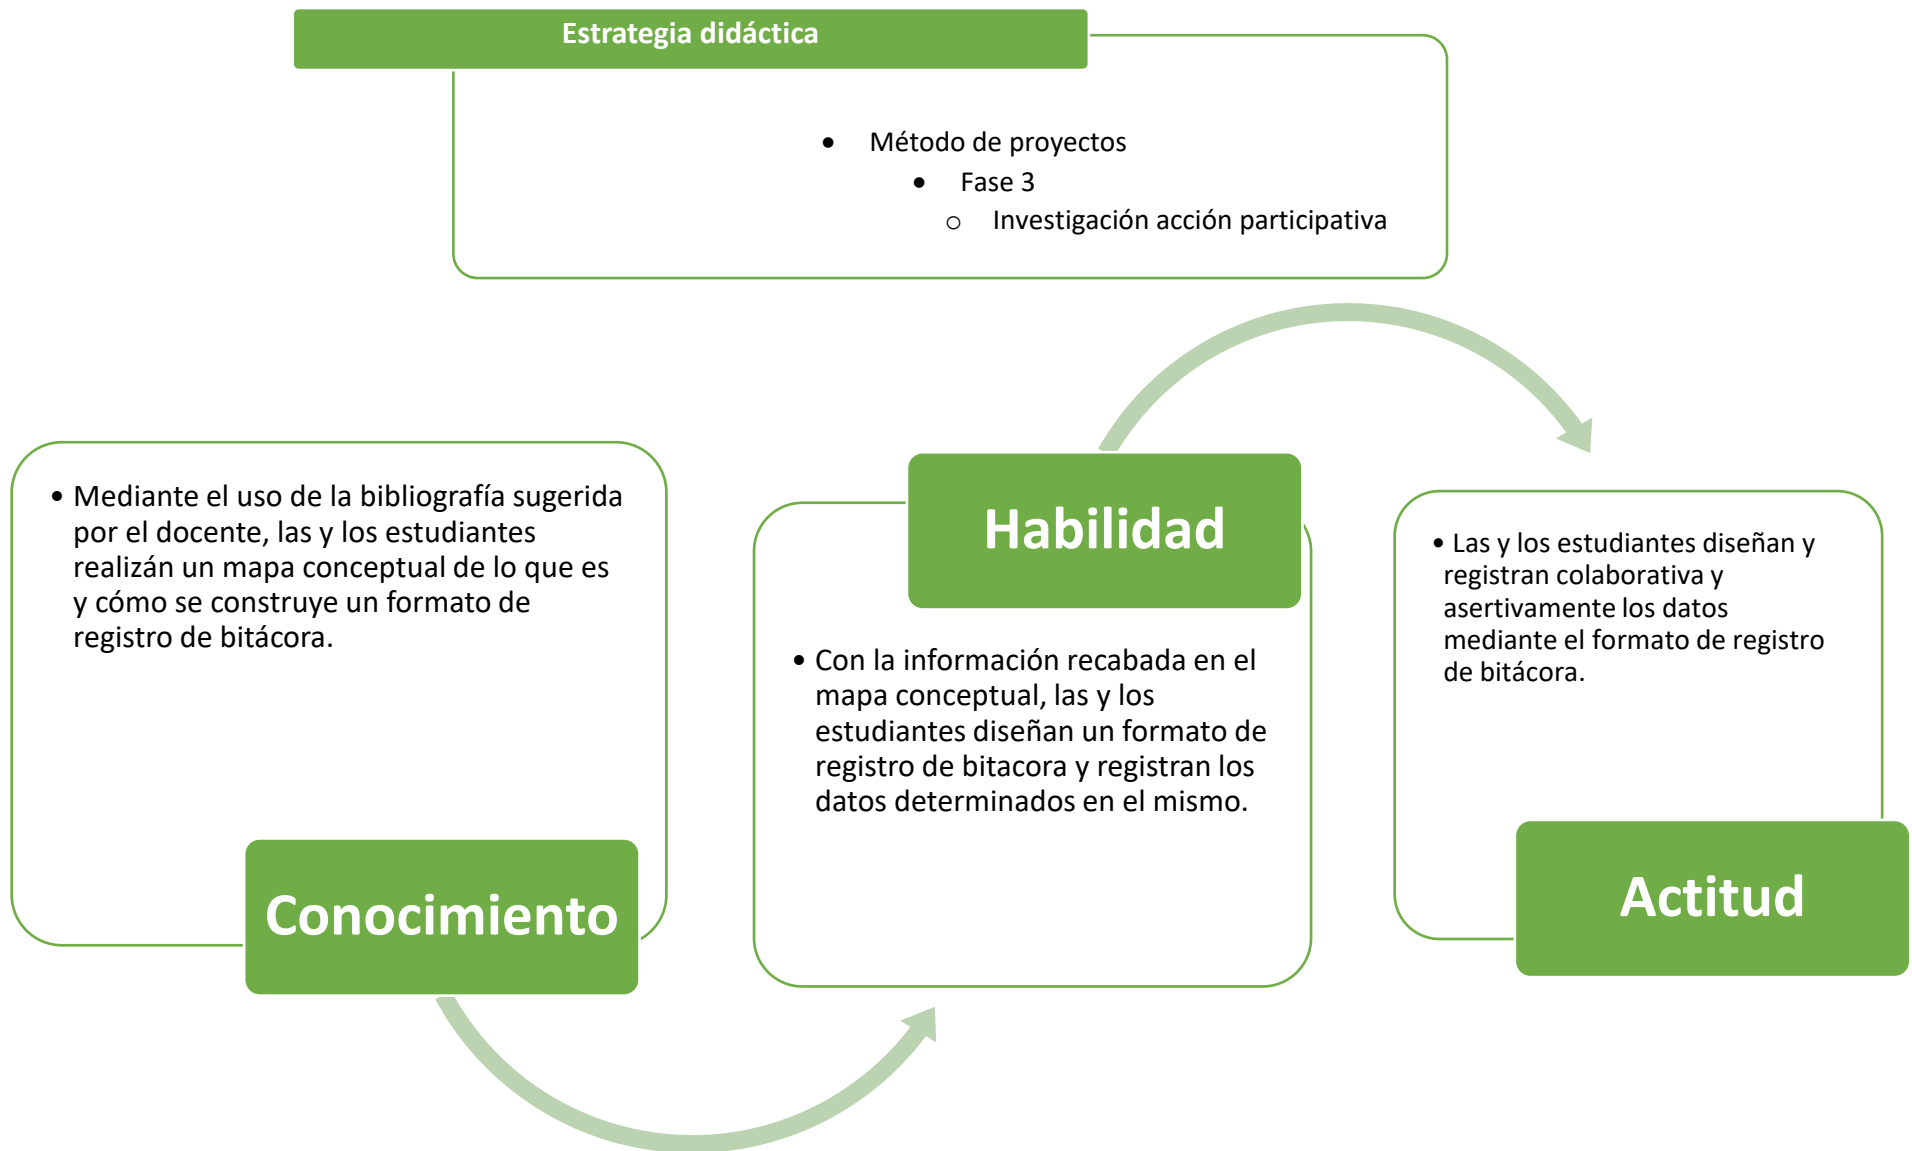 Estrategia didáctica
• Método de proyectos
• Fase 3
o Investigación acción participativa
• Mediante el uso de la bibliografía sugerida
por el docente, las y los estudiantes
realizán un mapa conceptual de lo que es
y cómo se construye un formato de
registro de bitácora.
Conocimiento
Habilidad
• Con la información recabada en el
mapa conceptual, las y los
estudiantes diseñan un formato de
registro de bitacora y registran los
datos determinados en el mismo.
• Las y los estudiantes diseñan y
registran colaborativa y
asertivamente los datos
mediante el formato de registro
de bitácora.
Actitud